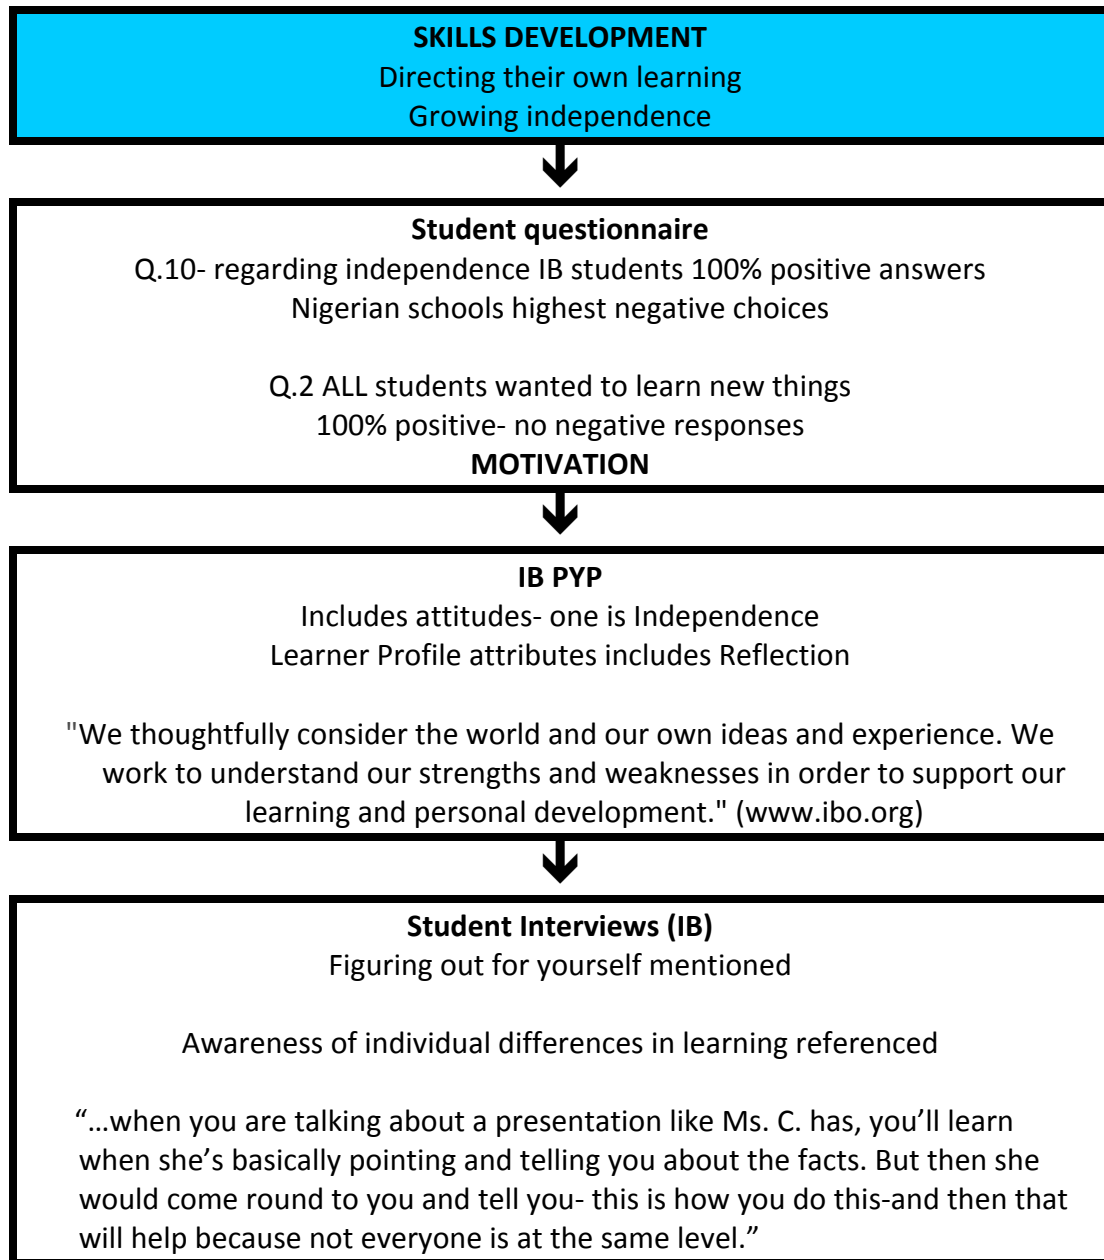 SKILLS DEVELOPMENT
Directing their own learning
Growing independence
Student questionnaire
Q.10- regarding independence IB students 100% positive answers
Nigerian schools highest negative choices
Q.2 ALL students wanted to learn new things
100% positive- no negative responses
MOTIVATION
IB PYP
Includes attitudes- one is Independence
Learner Profile attributes includes Reflection
"We thoughtfully consider the world and our own ideas and experience. We
work to understand our strengths and weaknesses in order to support our
learning and personal development." (www.ibo.org)
Student Interviews (IB)
Figuring out for yourself mentioned
Awareness of individual differences in learning referenced
“…when you are talking about a presentation like Ms. C. has, you’ll learn
when she’s basically pointing and telling you about the facts. But then she
would come round to you and tell you- this is how you do this-and then that
will help because not everyone is at the same level.”